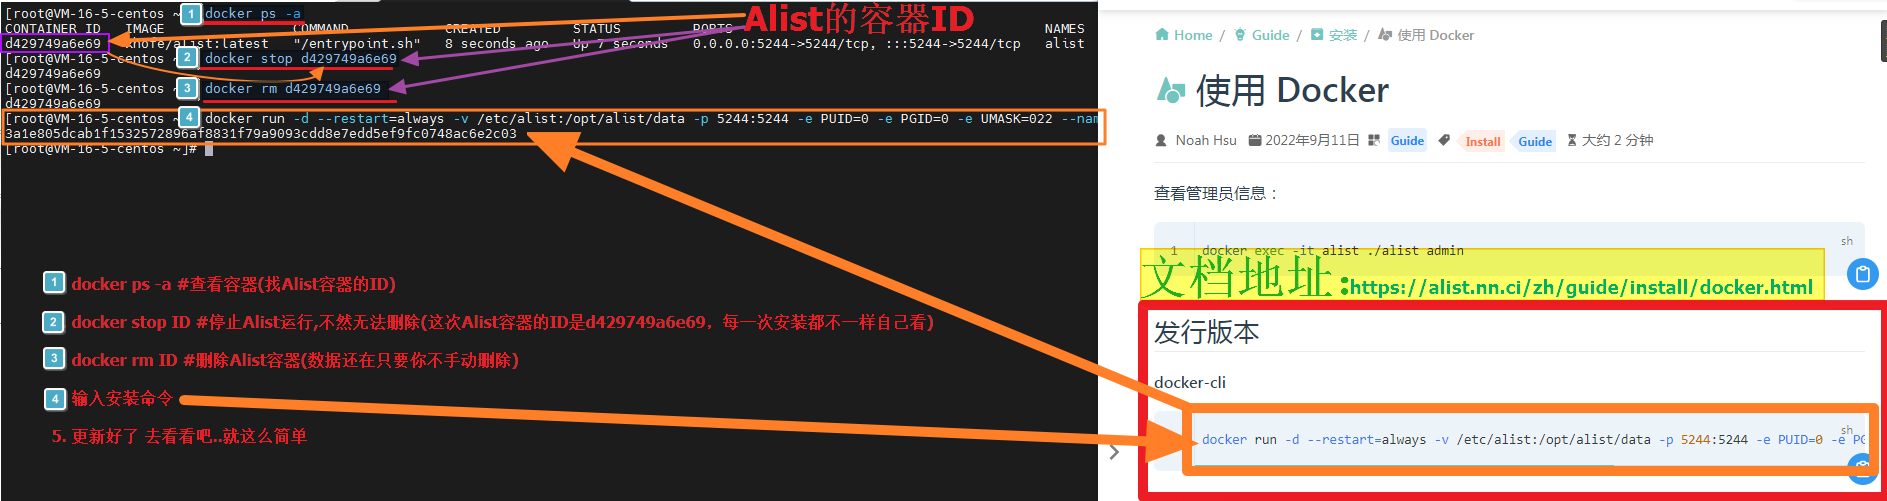 [root@VM-16-5-centos ~ 1 docker ps -a
Alist的容器ID
CONTAINER ID IMAGE COMMAND CREATED STATUS PORTS NAMES
d429749a6e69 xhofe/alist:latest "/entrypoint.sh" 8 seconds ago Up 7 seconds 0.0.0.0:5244->5244/tcp, :::5244->5244/tcp alist
[root@VM-16-5-centos ~ 2 docker stop d429749a6e69
d429749a6e69
[root@VM-16-5-centos ~ 3 docker rm d429749a6e69
d429749a6e69
[root@VM-16-5-centos ~ 4 docker run -d --restart=always -v /etc/alist:/opt/alist/data -p 5244:5244 -e PUID=0 -e PGID=0 -e UMASK=022 --nam
3a1e805dcab1f1532572896af8831f79a9093cdd8e7edd5ef9fc0748ac6e2c03
[root@VM-16-5-centos ~]#
1 docker ps -a #查看容器(找Alist容器的ID)
2 docker stop ID #停止Alist运行,不然无法删除(这次Alist容器的ID是d429749a6e69，每一次安装都不一样自己看)
3 docker rm ID #删除Alist容器(数据还在只要你不手动删除)
4 输入安装命令
5. 更新好了 去看看吧..就这么简单
Home / Guide / 安装 / 使用 Docker
使用 Docker
Noah Hsu 2022年9月11日 Guide Install Guide 大约 2 分钟
查看管理员信息：
sh
1 docker exec -it alist ./alist admin
文档地址:https://alist.nn.ci/zh/guide/install/docker.html
发行版本
docker-cli
sh
docker run -d --restart=always -v /etc/alist:/opt/alist/data -p 5244:5244 -e PUID=0 -e PG